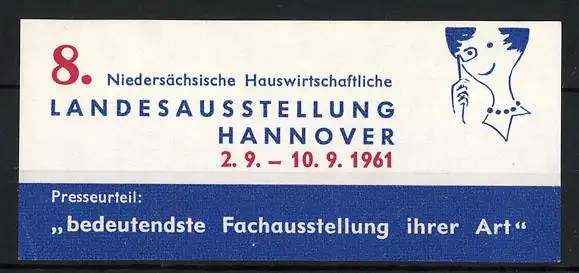 8. Niedersächsische Hauswirtschaftliche
LANDESAUSSTELLUNG
HANNOVER
2. 9. – 10. 9. 1961
Presseurteil:
„bedeutendste Fachausstellung ihrer Art“